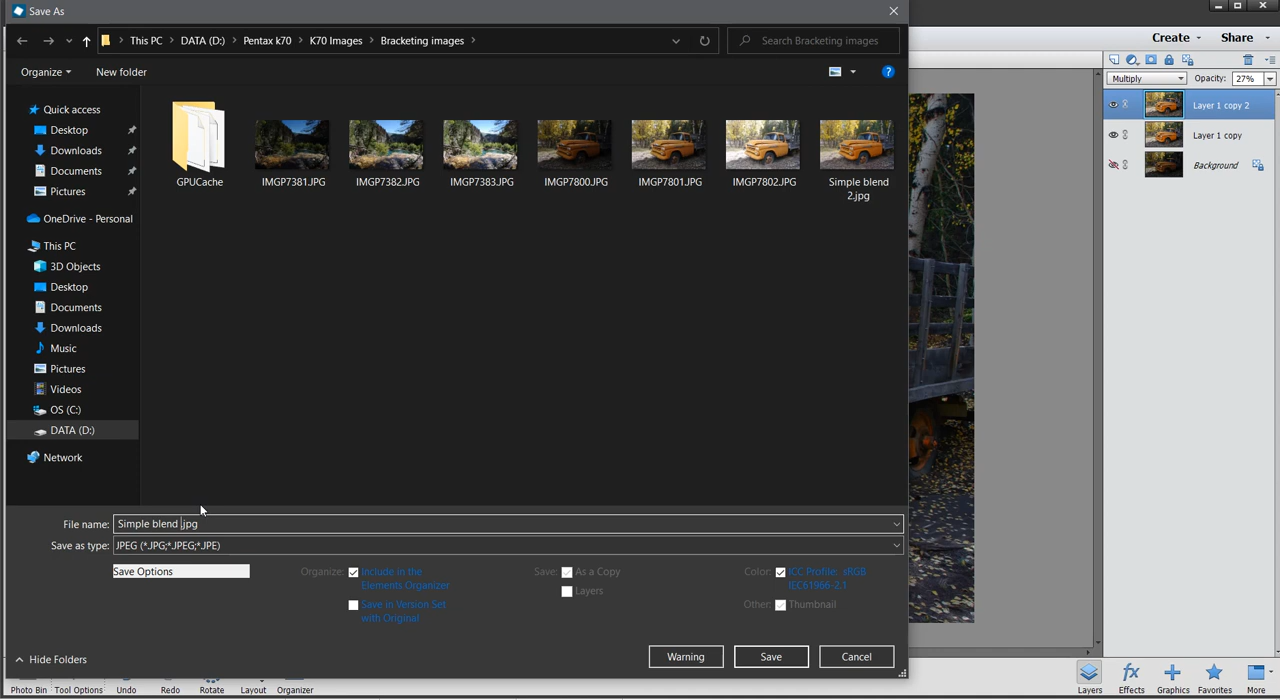 Save As
This PC > DATA (D:) > Pentax k70 > K70 Images > Bracketing images >
Search Bracketing images
Create
Share
Organize
New folder
Multiply
Opacity: 27%
Layer 1 copy 2
Layer 1 copy
Background
Quick access
Desktop
Downloads
Documents
Pictures
OneDrive - Personal
This PC
3D Objects
Desktop
Documents
Downloads
Music
Pictures
Videos
OS (C:)
DATA (D:)
Network
GPUCache
IMGP7381.JPG
IMGP7382.JPG
IMGP7383.JPG
IMGP7800.JPG
IMGP7801.JPG
IMGP7802.JPG
Simple blend
2.jpg
File name: Simple blend .jpg
Save as type: JPEG (*.JPG;*.JPEG;*.JPE)
Save Options
Organize: Include in the
Elements Organizer
Save in Version Set
with Original
Save: As a Copy
Layers
Color: ICC Profile: sRGB
IEC61966-2.1
Other: Thumbnail
Hide Folders
Warning
Save
Cancel
Photo Bin
Tool Options
Undo
Redo
Rotate
Layout
Organizer
Layers
Effects
Graphics
Favorites
More